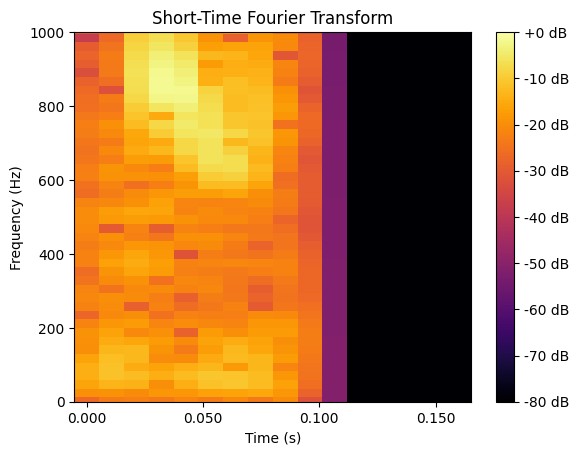 Short-Time Fourier Transform
1000
800
600
400
200
0
Frequency (Hz)
0.000
0.050
0.100
0.150
Time (s)
+0 dB
-10 dB
-20 dB
-30 dB
-40 dB
-50 dB
-60 dB
-70 dB
-80 dB